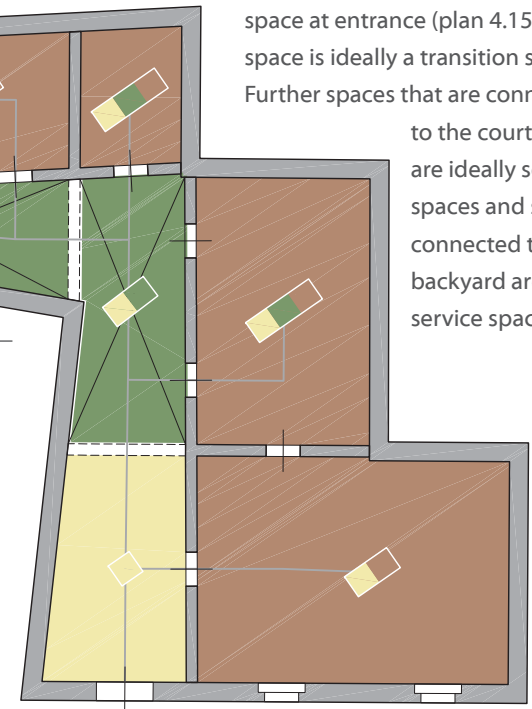 space at entrance (plan 4.15
space is ideally a transition s
Further spaces that are conn
to the court
are ideally s
spaces and s
connected t
backyard ar
service spac